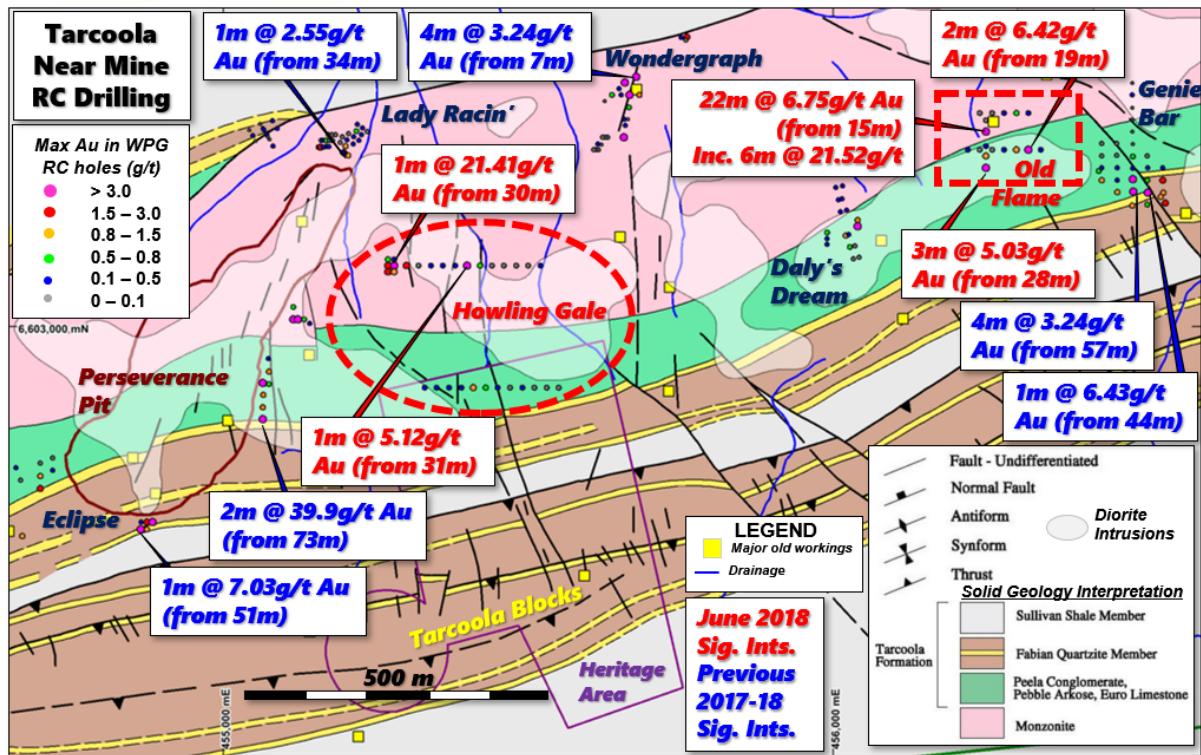 Tarcoola
Near Mine
RC Drilling
1m @ 2.55g/t
Au (from 34m)
4m @ 3.24g/t
Au (from 7m)
Wondergraph
2m @ 6.42g/t
Au (from 19m)
Genie
Bar
22m @ 6.75g/t Au
(from 15m)
Inc. 6m @ 21.52g/t
Lady Racin'
Max Au in WPG
RC holes (g/t)
> 3.0
1.5 – 3.0
0.8 – 1.5
0.5 – 0.8
0.1 – 0.5
0 – 0.1
1m @ 21.41g/t
Au (from 30m)
Old
Flame
3m @ 5.03g/t
Au (from 28m)
Daly's
Dream
Howling Gale
6,603,000 mN
4m @ 3.24g/t
Au (from 57m)
Perseverance
Pit
1m @ 6.43g/t
Au (from 44m)
1m @ 5.12g/t
Au (from 31m)
Eclipse
2m @ 39.9g/t Au
(from 73m)
1m @ 7.03g/t Au
(from 51m)
LEGEND
Major old workings
Drainage
Fault - Undifferentiated
Normal Fault
Antiform
Synform
Thrust
Diorite
Intrusions
Solid Geology Interpretation
Tarcoola
Formation
Sullivan Shale Member
Fabian Quartzite Member
Peela Conglomerate,
Pebble Arkose, Euro Limestone
Monzonite
Tarcoola Blocks
Heritage
Area
June 2018
Sig. Ints.
Previous
2017-18
Sig. Ints.
500 m
455,000 mE
456,000 mE